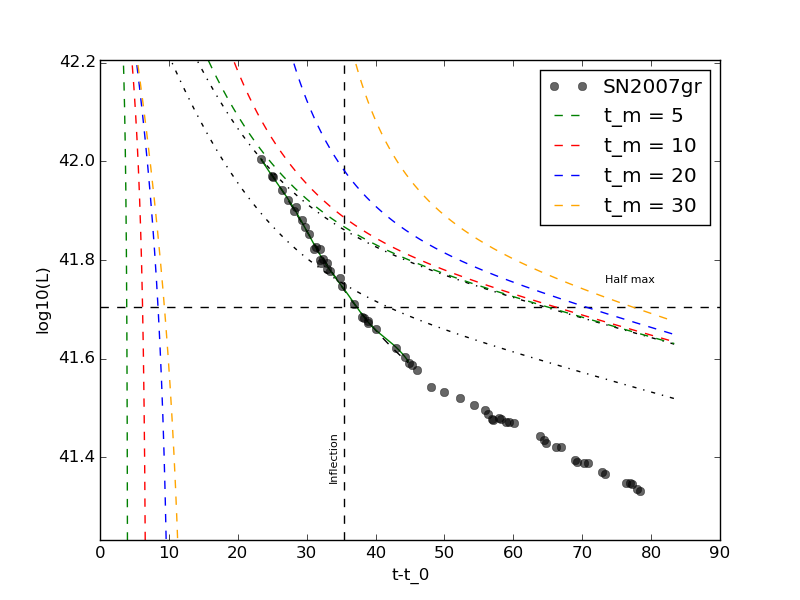 42.2
42.0
41.8
41.6
41.4
log10(L)
SN2007gr
t_m = 5
t_m = 10
t_m = 20
t_m = 30
Half max
Inflection
0 10 20 30 40 50 60 70 80 90
t-t_0